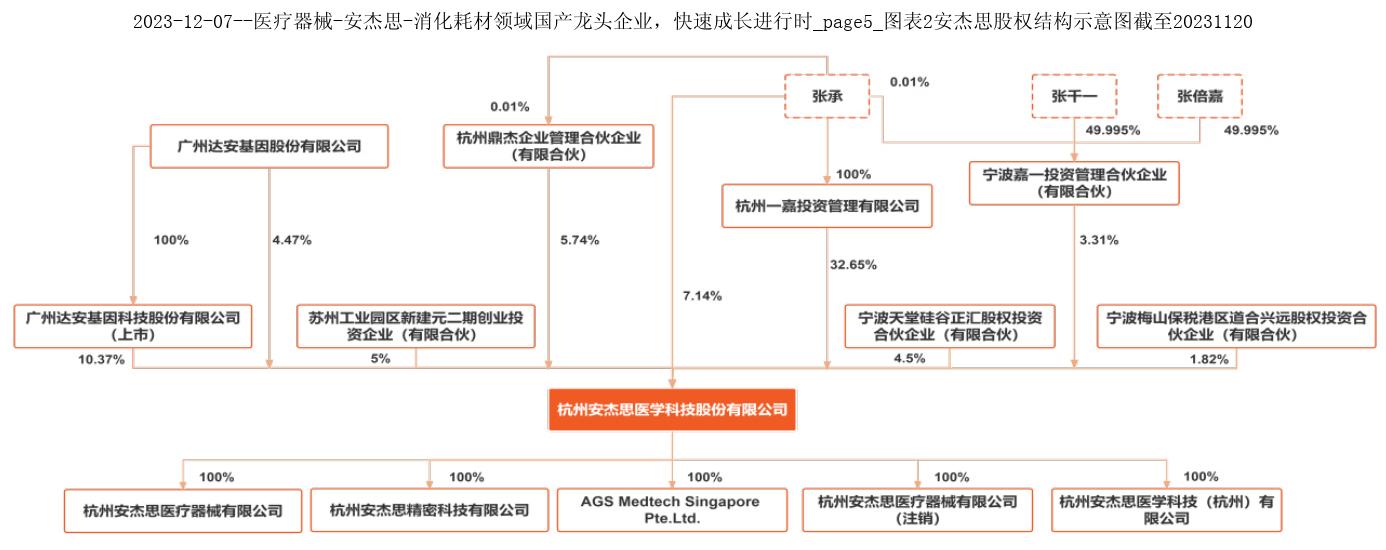 2023-12-07--医疗器械-安杰思-消化耗材领域国产龙头企业，快速成长进行时_page5_图表2安杰思股权结构示意图截至20231120
张承
0.01%
张千一
张倍嘉
0.01%
49.995%
49.995%
广州达安基因股份有限公司
杭州鼎杰企业管理合伙企业
（有限合伙）
100%
宁波嘉一投资管理合伙企业
（有限合伙）
杭州一嘉投资管理有限公司
100%
4.47%
5.74%
3.31%
32.65%
7.14%
广州达安基因科技股份有限公司
（上市）
苏州工业园区新建元二期创业投
资企业（有限合伙）
宁波天堂硅谷正汇股权投资
合伙企业（有限合伙）
宁波梅山保税港区道合兴远股权投资合
伙企业（有限合伙）
10.37%
5%
4.5%
1.82%
杭州安杰思医学科技股份有限公司
100%
100%
100%
100%
100%
杭州安杰思医疗器械有限公司
杭州安杰思精密科技有限公司
AGS Medtech Singapore
Pte.Ltd.
杭州安杰思医疗器械有限公司
（注销）
杭州安杰思医学科技（杭州）有
限公司